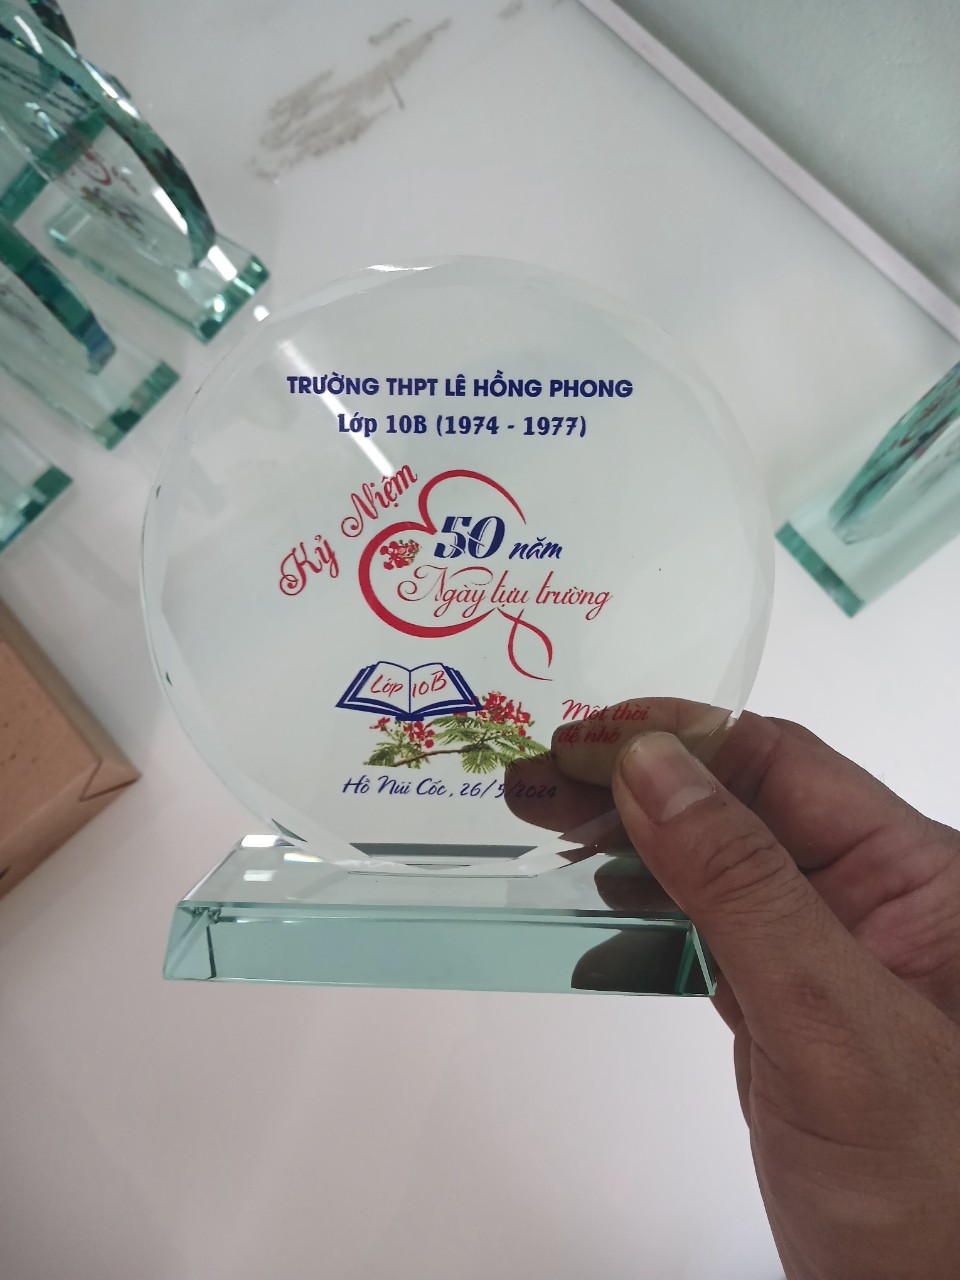 TRƯỜNG THPT LÊ HỒNG PHONG
Lớp 10B (1974 - 1977)
Kỷ Niệm
50 năm
Ngày tựu trường
Lớp 10B
Một thời
để nhớ
Hồ Núi Cốc, 26/5/2024